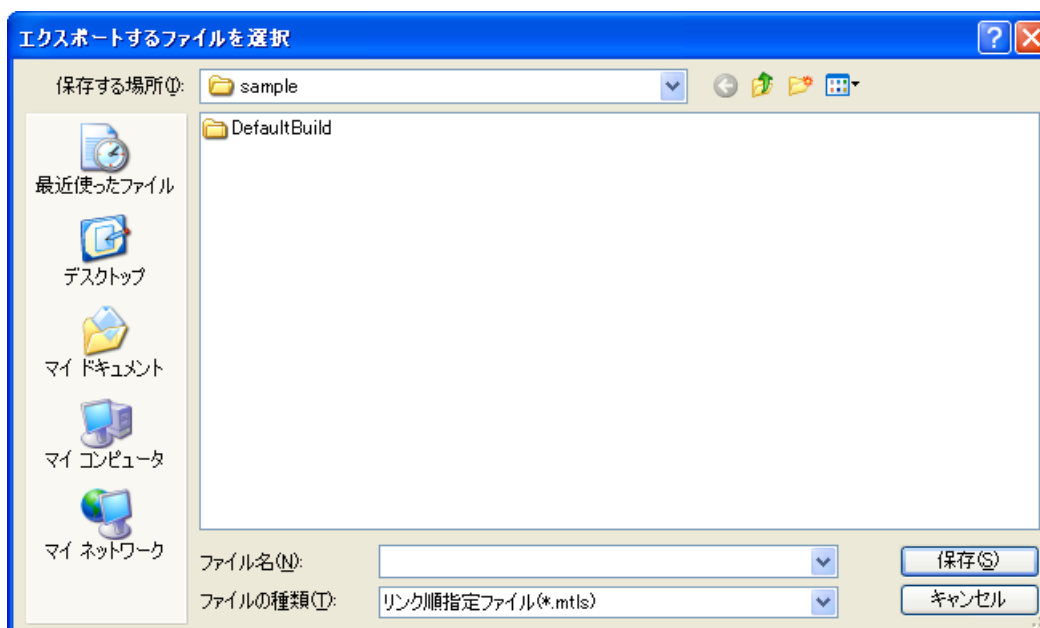 エクスポートするファイルを選択
保存する場所(I):
sample
DefaultBuild
最近使ったファイル
デスクトップ
マイ ドキュメント
マイ コンピュータ
マイ ネットワーク
ファイル名(N):
保存(S)
ファイルの種類(T):
リンク順指定ファイル(*.mtls)
キャンセル